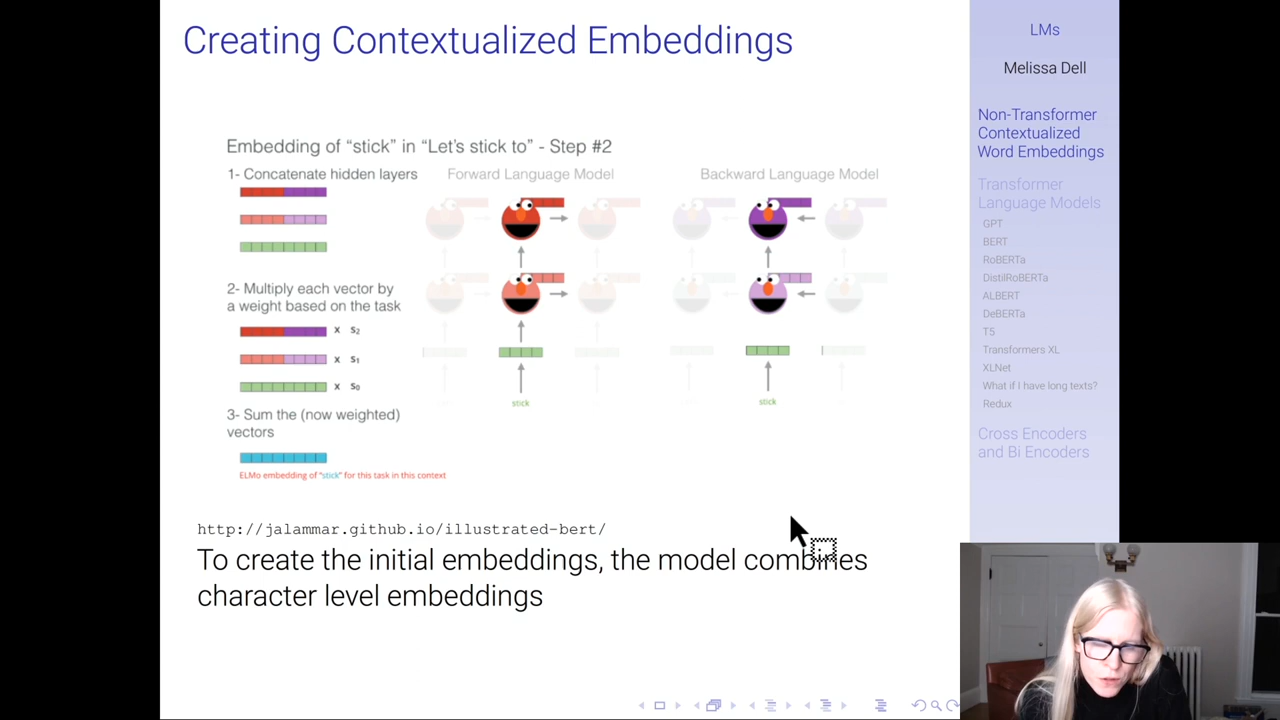 Creating Contextualized Embeddings
Embedding of “stick” in “Let’s stick to” - Step #2
1- Concatenate hidden layers
Forward Language Model
Backward Language Model
2- Multiply each vector by
a weight based on the task
x s2
x s1
x s0
3- Sum the (now weighted)
vectors
ELMo embedding of “stick” for this task in this context
stick
stick
http://jalammar.github.io/illustrated-bert/
To create the initial embeddings, the model combines
character level embeddings
LMs
Melissa Dell
Non-Transformer
Contextualized
Word Embeddings
Transformer
Language Models
GPT
BERT
RoBERTa
DistilRoBERTa
ALBERT
DeBERTa
T5
Transformers XL
XLNet
What if I have long texts?
Redux
Cross Encoders
and Bi Encoders